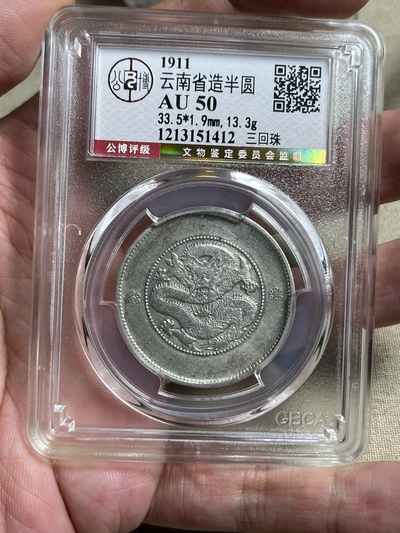 1911
云南省造半圆
AU 50
33.5*1.9mm, 13.3g
1213151412 三回珠
公博评级 文物鉴定委员会监制
GBCA